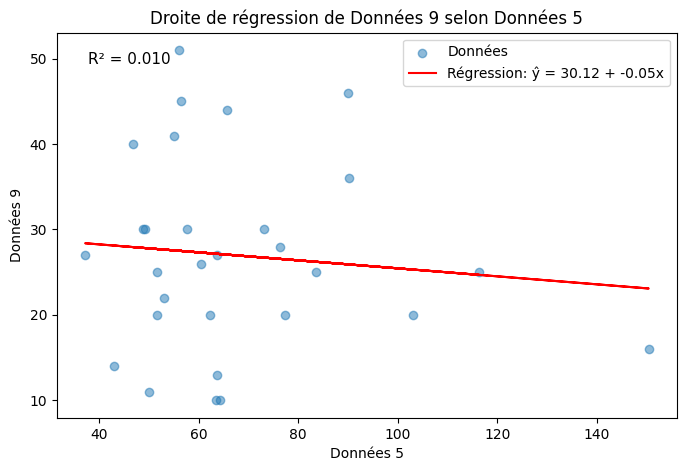 Droite de régression de Données 9 selon Données 5
R² = 0.010
Données
Régression: ŷ = 30.12 + -0.05x
Données 9
50
40
30
20
10
40 60 80 100 120 140
Données 5